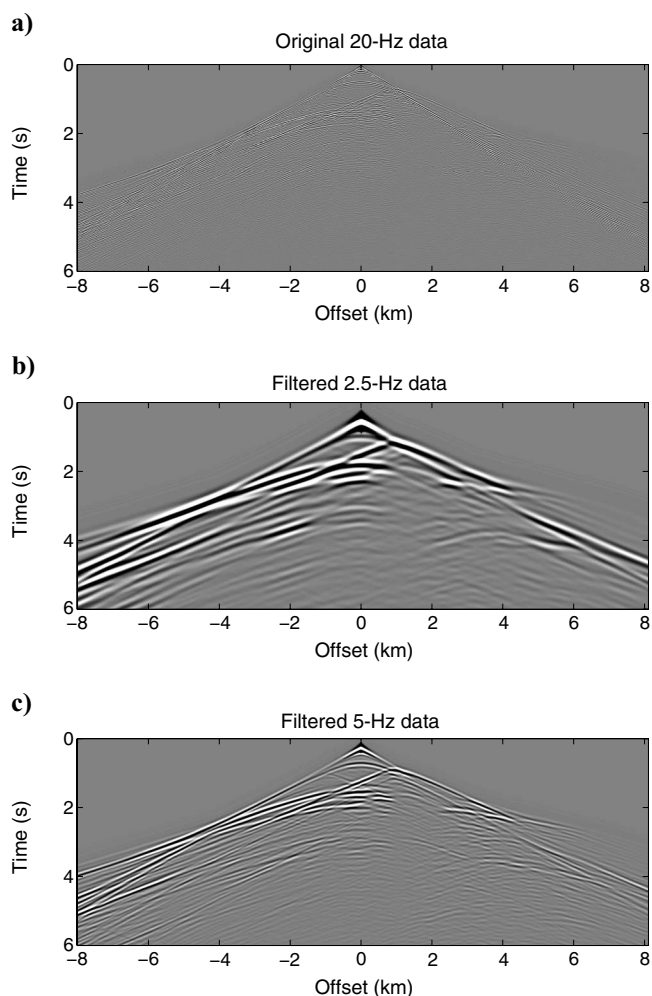 a)
Original 20-Hz data
0
2
4
6
Time (s)
−8 −6 −4 −2 0 2 4 6 8
Offset (km)
b)
Filtered 2.5-Hz data
0
2
4
6
Time (s)
−8 −6 −4 −2 0 2 4 6 8
Offset (km)
c)
Filtered 5-Hz data
0
2
4
6
Time (s)
−8 −6 −4 −2 0 2 4 6 8
Offset (km)